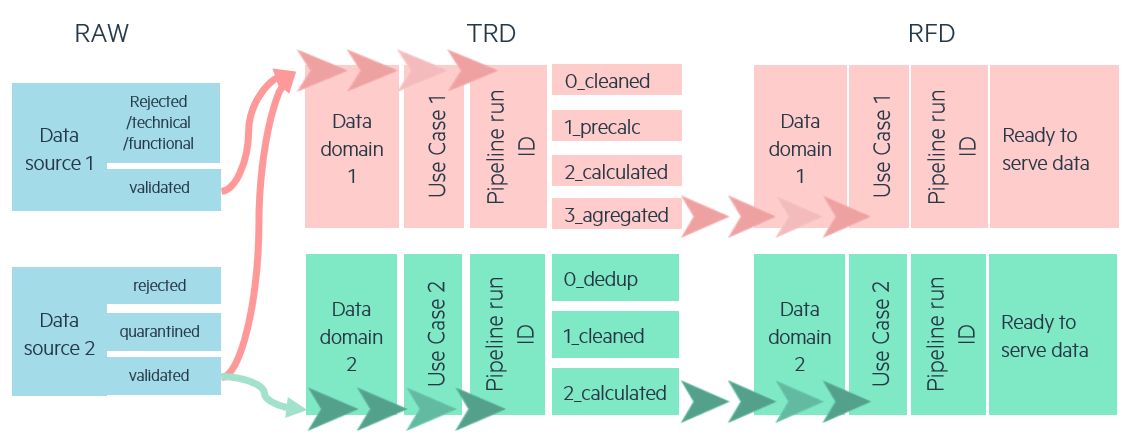 RAW
TRD
RFD
Data
source 1
Rejected
/technical
/functional
validated
Data
source 2
rejected
quarantined
validated
Data
domain
1
Use Case 1
Pipeline run
ID
0_cleaned
1_precalc
2_calculated
3_agregated
Data
domain
1
Use Case 1
Pipeline run
ID
Ready to
serve data
Data
domain
2
Use Case 2
Pipeline run
ID
0_dedup
1_cleaned
2_calculated
Data
domain
2
Use Case 2
Pipeline run
ID
Ready to
serve data